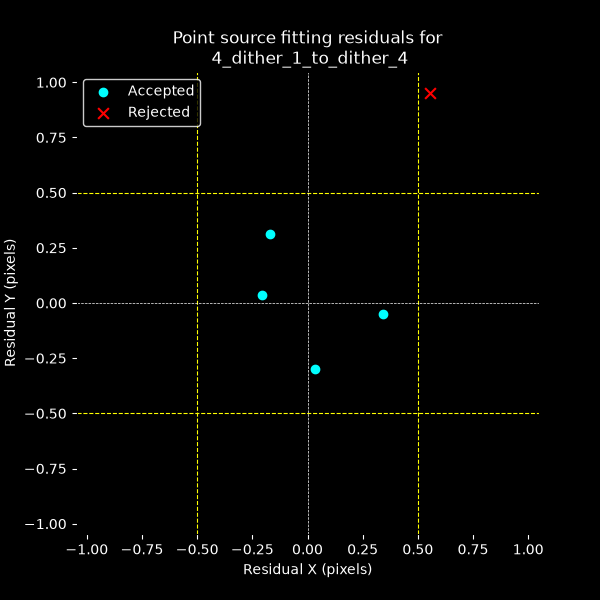 Point source fitting residuals for
4_dither_1_to_dither_4
Accepted
Rejected
1.00
0.75
0.50
0.25
0.00
−0.25
−0.50
−0.75
−1.00
Residual Y (pixels)
−1.00 −0.75 −0.50 −0.25 0.00 0.25 0.50 0.75 1.00
Residual X (pixels)